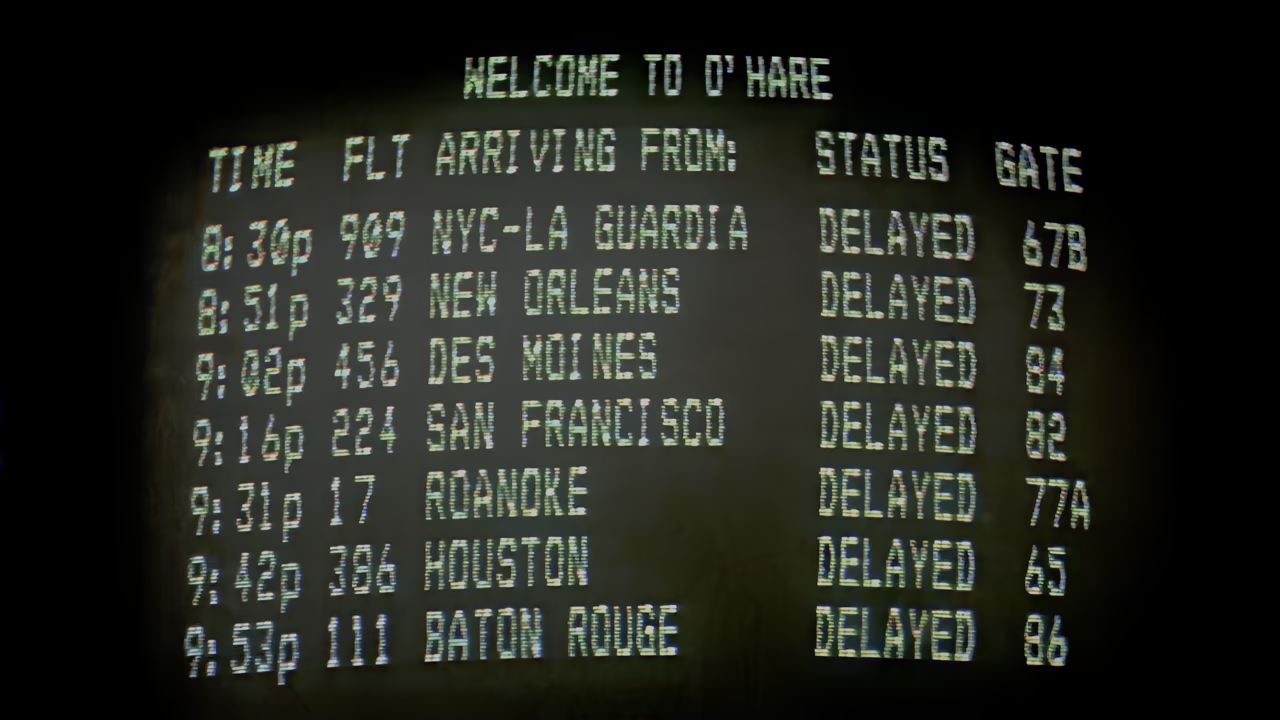 WELCOME TO O'HARE
TIME FLT ARRIVING FROM: STATUS GATE
8:30p 909 NYC-LA GUARDIA DELAYED 67B
8:51p 329 NEW ORLEANS DELAYED 73
9:02p 456 DES MOINES DELAYED 84
9:16p 224 SAN FRANCISCO DELAYED 82
9:31p 17 ROANOKE DELAYED 77A
9:42p 386 HOUSTON DELAYED 65
9:53p 111 BATON ROUGE DELAYED 86